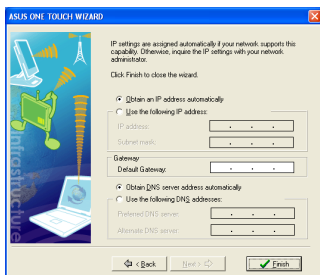 ASUS ONE TOUCH WIZARD
IP settings are assigned automatically if your network supports this
capability. Otherwise, inquire the IP settings with your network
administrator.
Click Finish to close the wizard.
Obtain an IP address automatically
Use the following IP address:
IP address:
Subnet mask:
Gateway
Default Gateway:
Obtain DNS server address automatically
Use the following DNS addresses:
Preferred DNS server:
Alternate DNS server:
< Back
Next >
Finish
Infrastructure